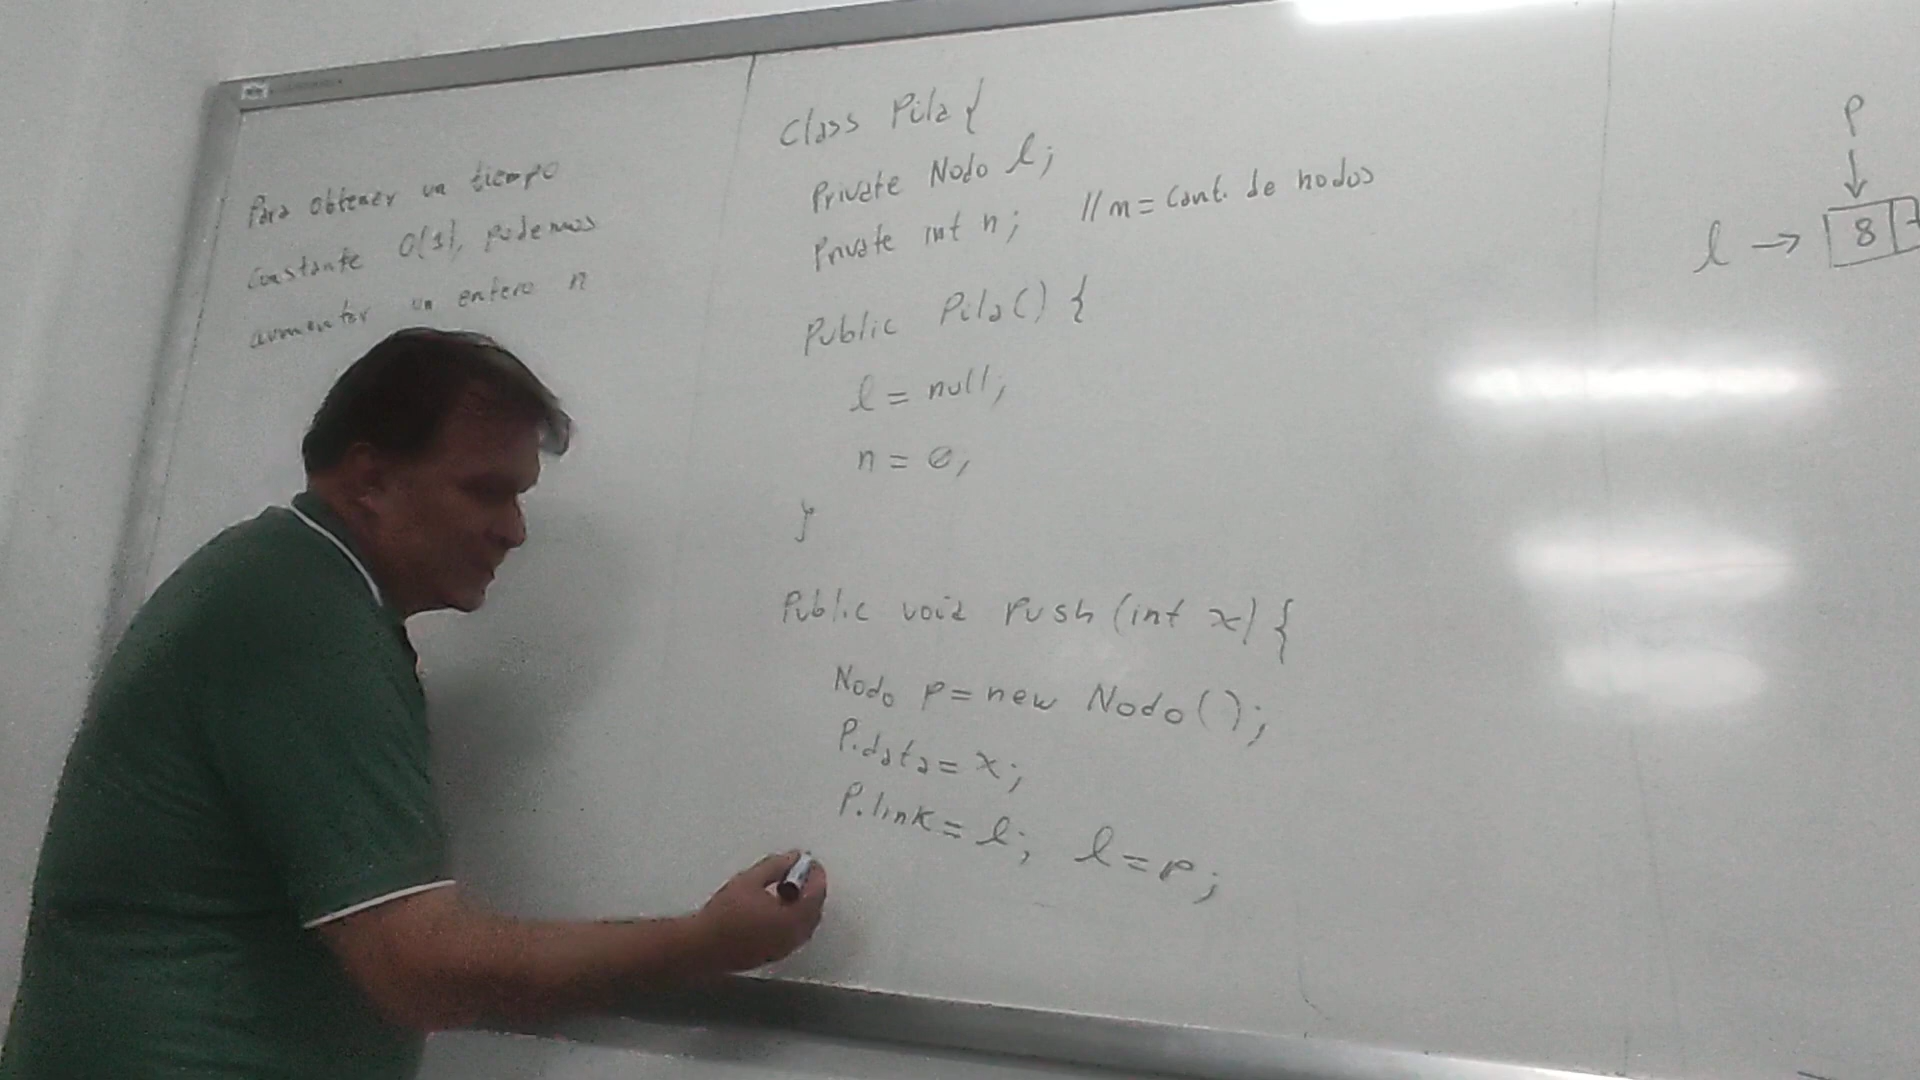 Para obtener un tiempo
constante O(1), podemos
aumentar un entero n
Class Pila {
Private Nodo l;
Private int n; // n = Cant. de nodos
Public Pila() {
l = null;
n = 0;
}
Public void Push (int x) {
Nodo p = new Nodo();
P.data = x;
P.link = l; l = p;
P
l → 8